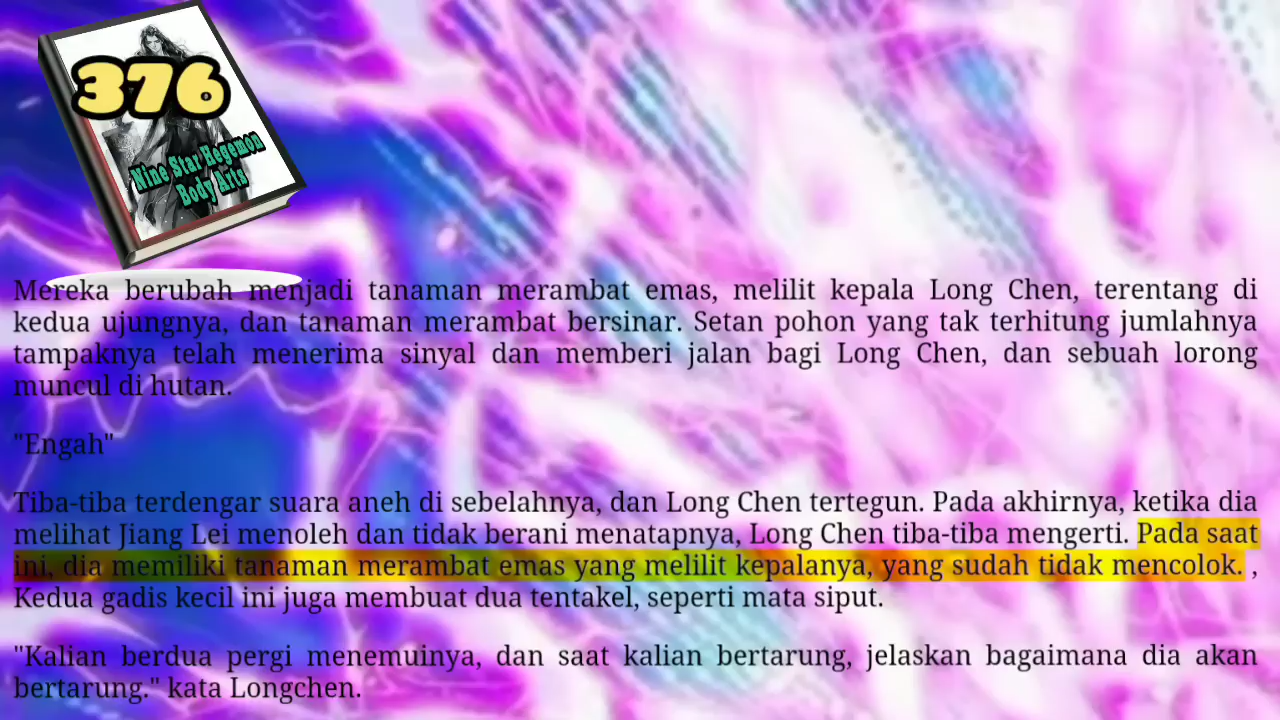 376
Nine Star Hegemon
Body Arts
Mereka berubah menjadi tanaman merambat emas, melilit kepala Long Chen, terentang di
kedua ujungnya, dan tanaman merambat bersinar. Setan pohon yang tak terhitung jumlahnya
tampaknya telah menerima sinyal dan memberi jalan bagi Long Chen, dan sebuah lorong
muncul di hutan.
"Engah"
Tiba-tiba terdengar suara aneh di sebelahnya, dan Long Chen tertegun. Pada akhirnya, ketika dia
melihat Jiang Lei menoleh dan tidak berani menatapnya, Long Chen tiba-tiba mengerti. Pada saat
ini, dia memiliki tanaman merambat emas yang melilit kepalanya, yang sudah tidak mencolok. ,
Kedua gadis kecil ini juga membuat dua tentakel, seperti mata siput.
"Kalian berdua pergi menemuinya, dan saat kalian bertarung, jelaskan bagaimana dia akan
bertarung." kata Longchen.